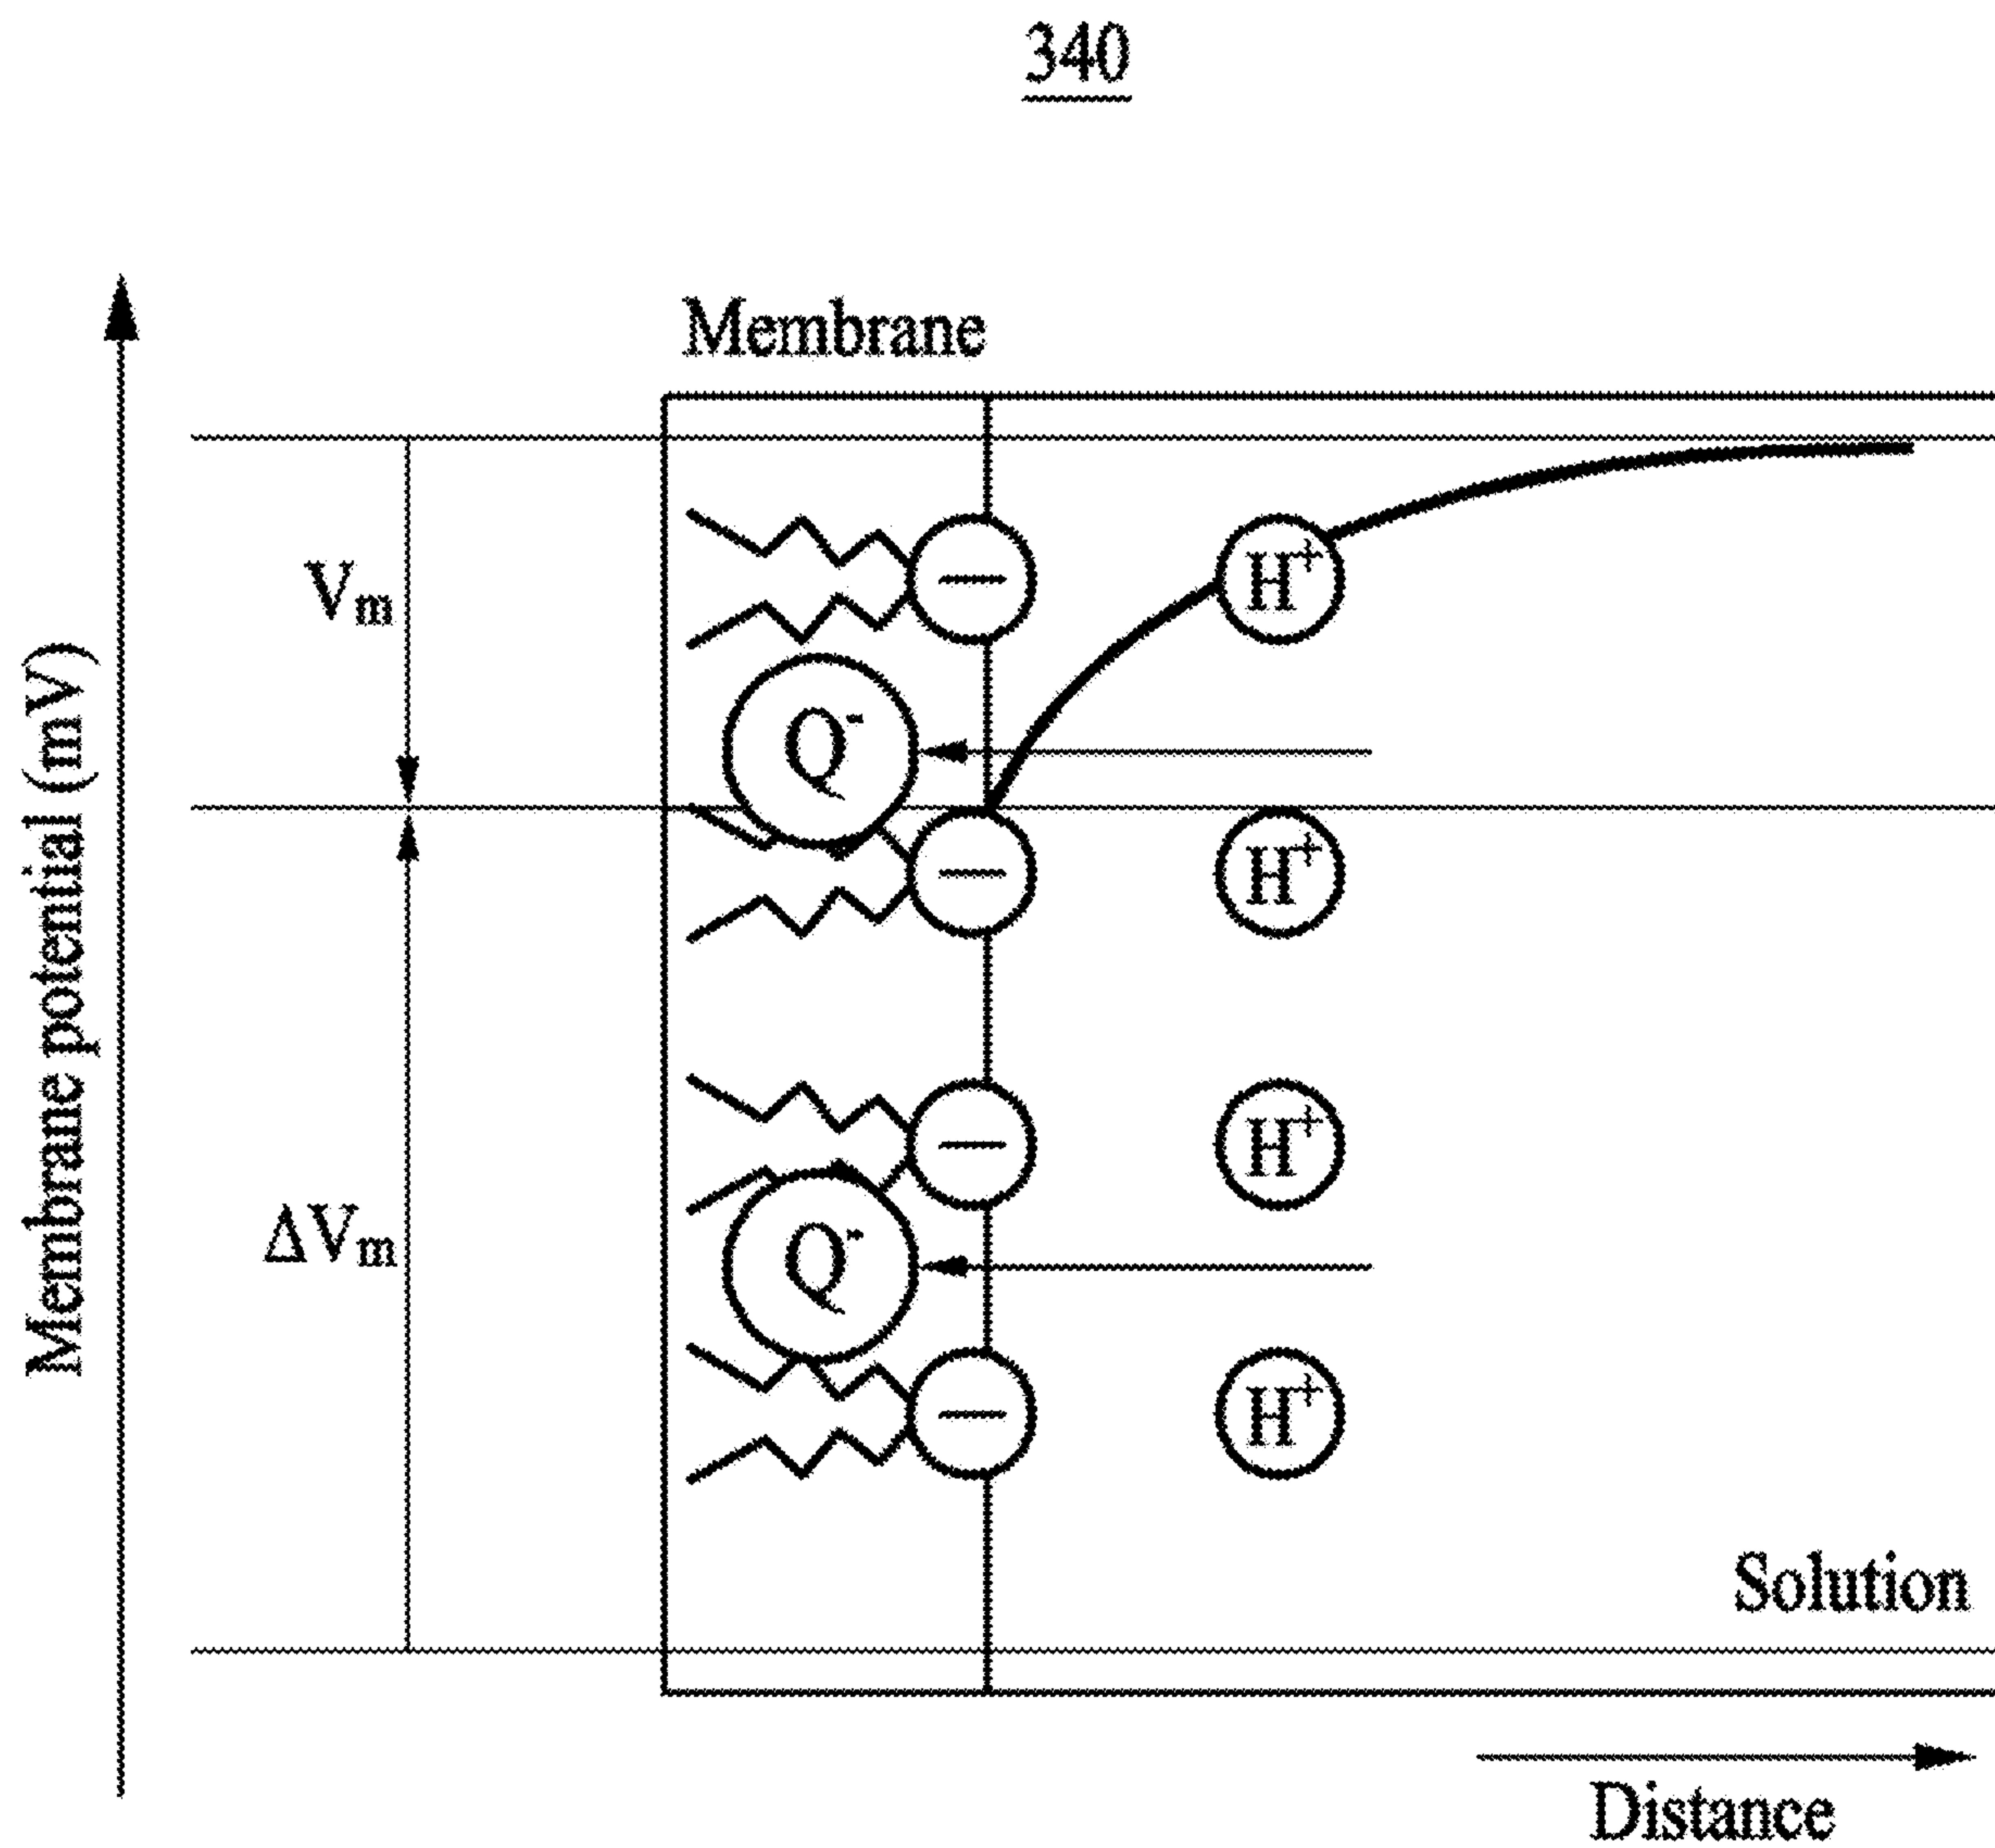 340
Membrane
Membrane potential (mV)
Vm
ΔVm
−
H+
Q-
−
H+
−
H+
Q-
−
H+
Solution
Distance